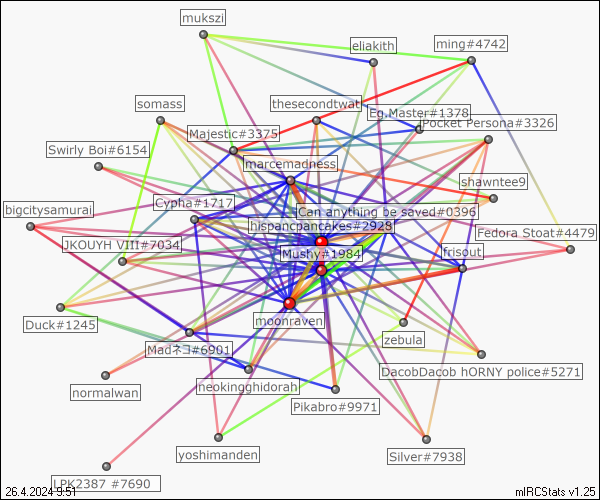 mukszi
eliakith
ming#4742
somass
thesecondtwat
Eg.Master#1378
Pocket Persona#3326
Majestic#3375
Swirly Boi#6154
marcemadness
shawntee9
Cypha#1717
bigcitysamurai
Can anything be saved#0396
hispancpancakes#2928
Fedora Stoat#4479
JKOUYH VIII#7034
Mushy#1984
frisout
moonraven
Duck#1245
zebula
Madネコ#6901
DacobDacob hORNY police#5271
normalwan
neokingghidorah
Pikabro#9971
yoshimanden
Silver#7938
LPK2387 #7690
26.4.2024 9:51
mIRCStats v1.25